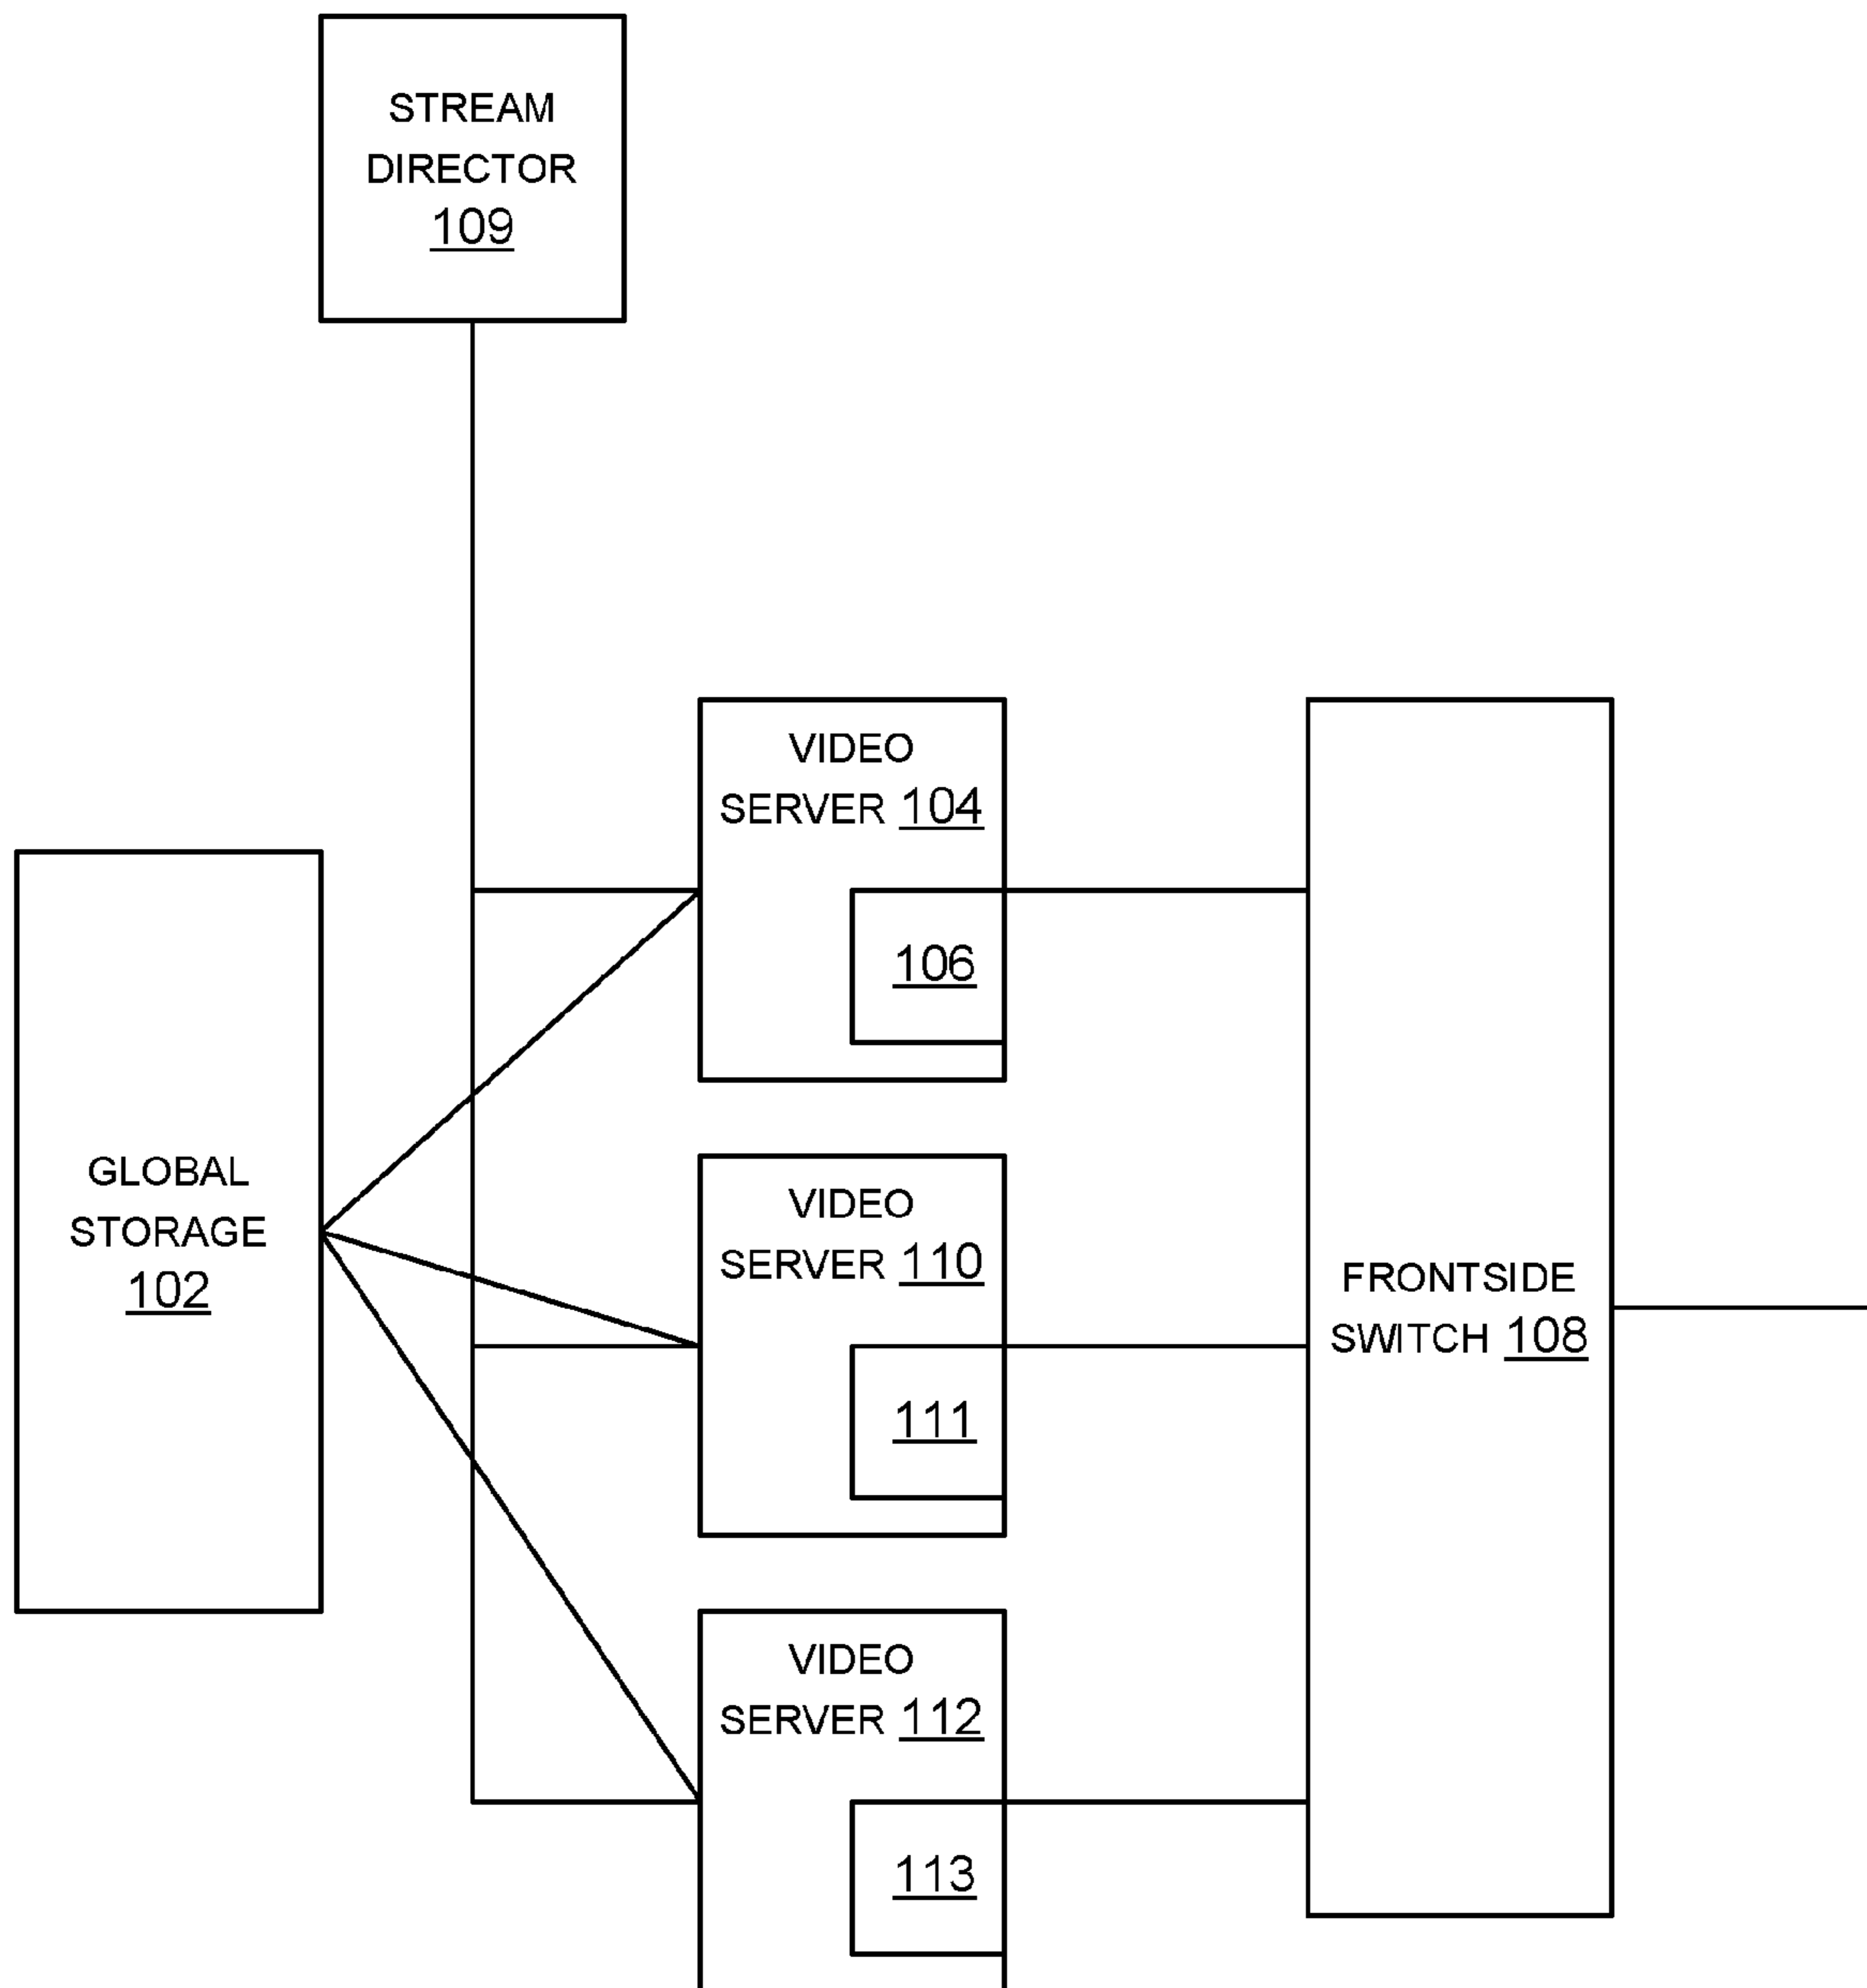 STREAM
DIRECTOR
109
VIDEO
SERVER 104
106
GLOBAL
STORAGE
102
VIDEO
SERVER 110
111
FRONTSIDE
SWITCH 108
VIDEO
SERVER 112
113